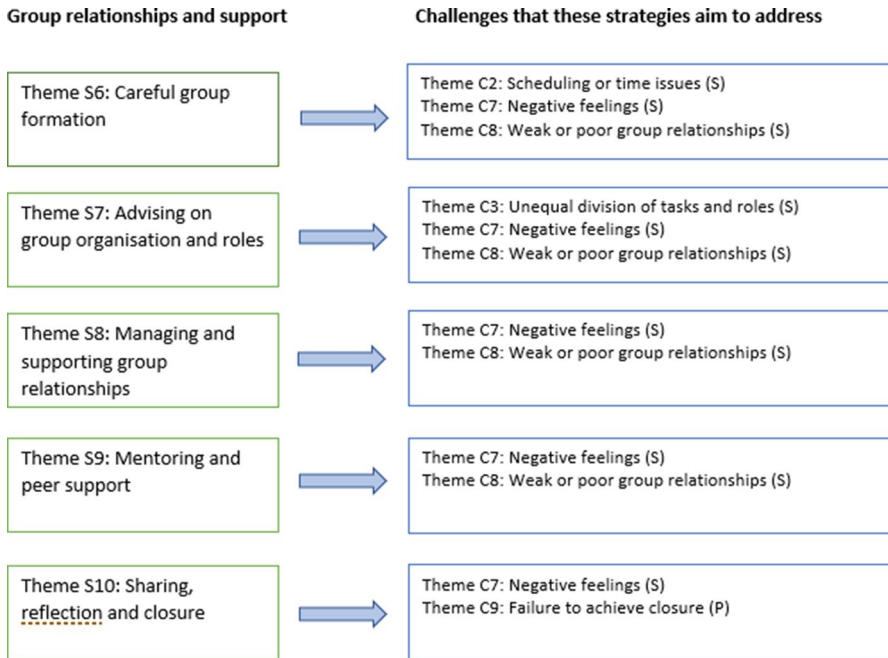 Group relationships and support
Challenges that these strategies aim to address
Theme S6: Careful group
formation
Theme C2: Scheduling or time issues (S)
Theme C7: Negative feelings (S)
Theme C8: Weak or poor group relationships (S)
Theme S7: Advising on
group organisation and roles
Theme C3: Unequal division of tasks and roles (S)
Theme C7: Negative feelings (S)
Theme C8: Weak or poor group relationships (S)
Theme S8: Managing and
supporting group
relationships
Theme C7: Negative feelings (S)
Theme C8: Weak or poor group relationships (S)
Theme S9: Mentoring and
peer support
Theme C7: Negative feelings (S)
Theme C8: Weak or poor group relationships (S)
Theme S10: Sharing,
reflection and closure
Theme C7: Negative feelings (S)
Theme C9: Failure to achieve closure (P)